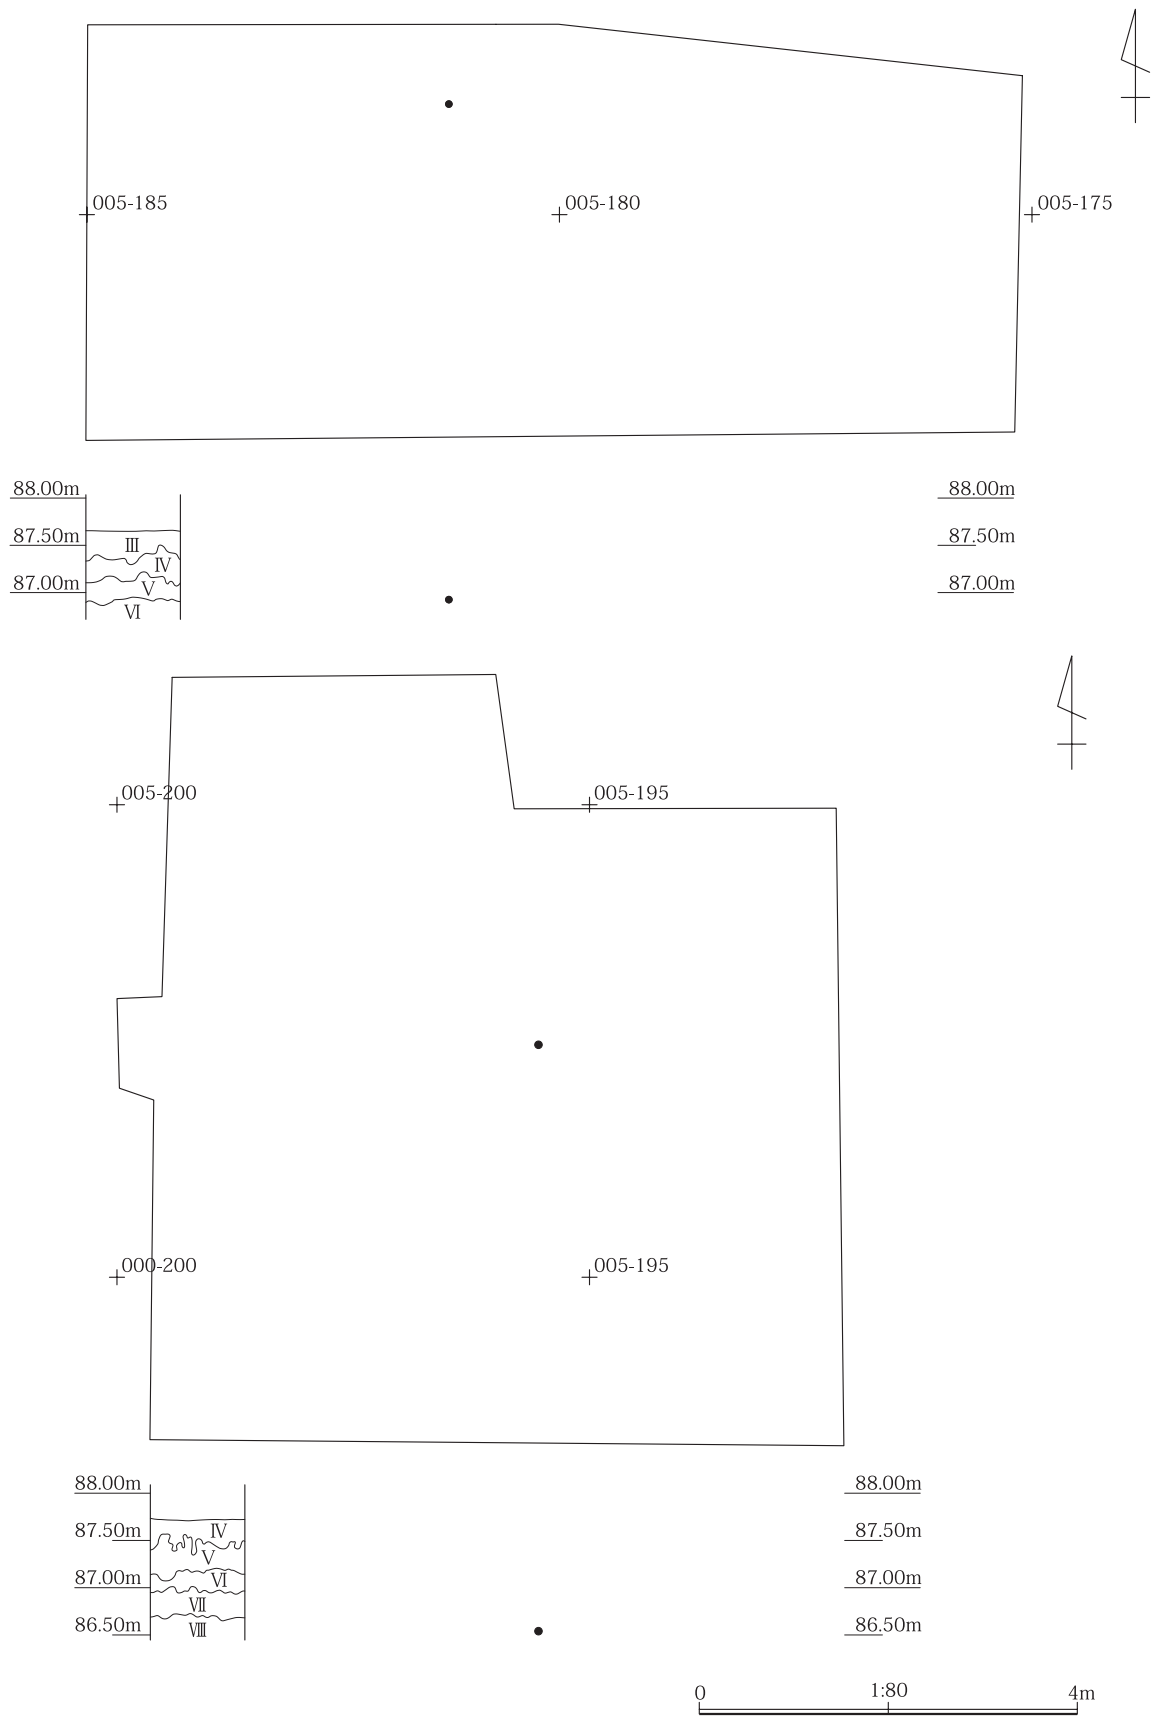 005-185 005-180 005-175
88.00m 88.00m
87.50m Ⅲ 87.50m
Ⅳ
87.00m Ⅴ 87.00m
Ⅵ
005-200 005-195
000-200 005-195
88.00m 88.00m
87.50m Ⅳ 87.50m
Ⅴ
87.00m Ⅵ 87.00m
Ⅶ
86.50m Ⅷ 86.50m
0 1:80 4m